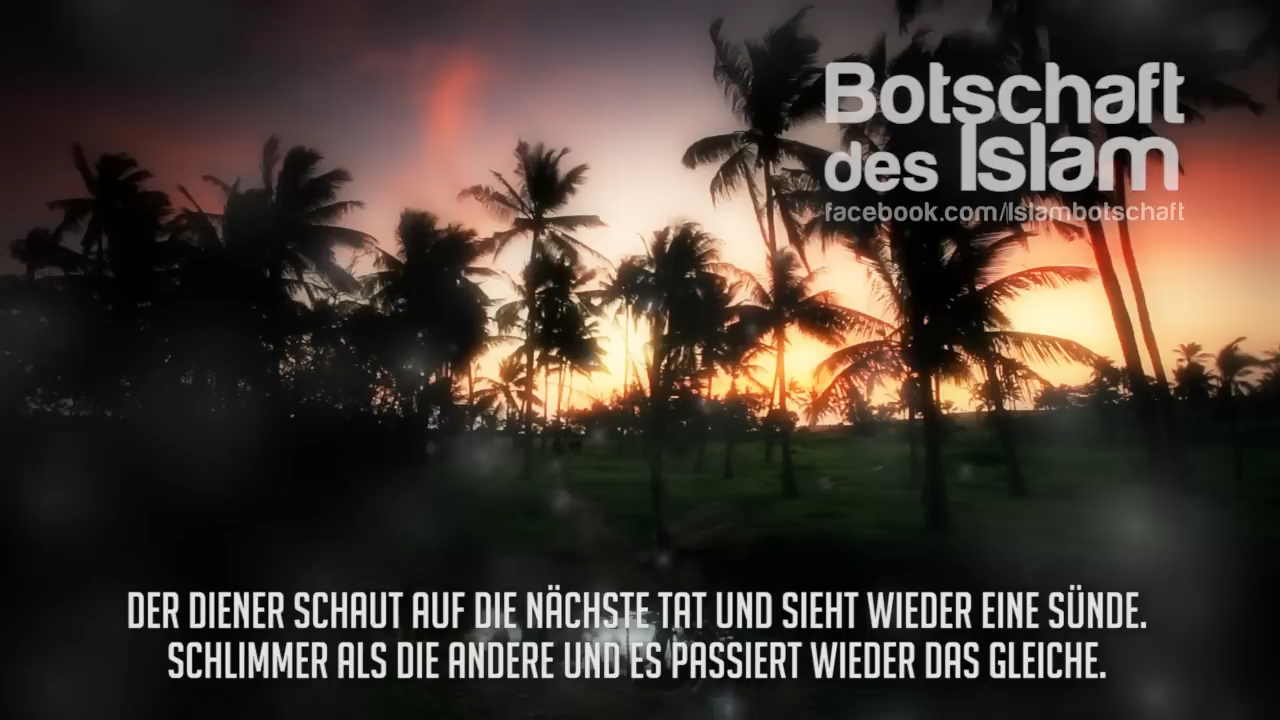 Botschaft
des Islam
facebook.com/Islambotschaft
DER DIENER SCHAUT AUF DIE NÄCHSTE TAT UND SIEHT WIEDER EINE SÜNDE.
SCHLIMMER ALS DIE ANDERE UND ES PASSIERT WIEDER DAS GLEICHE.